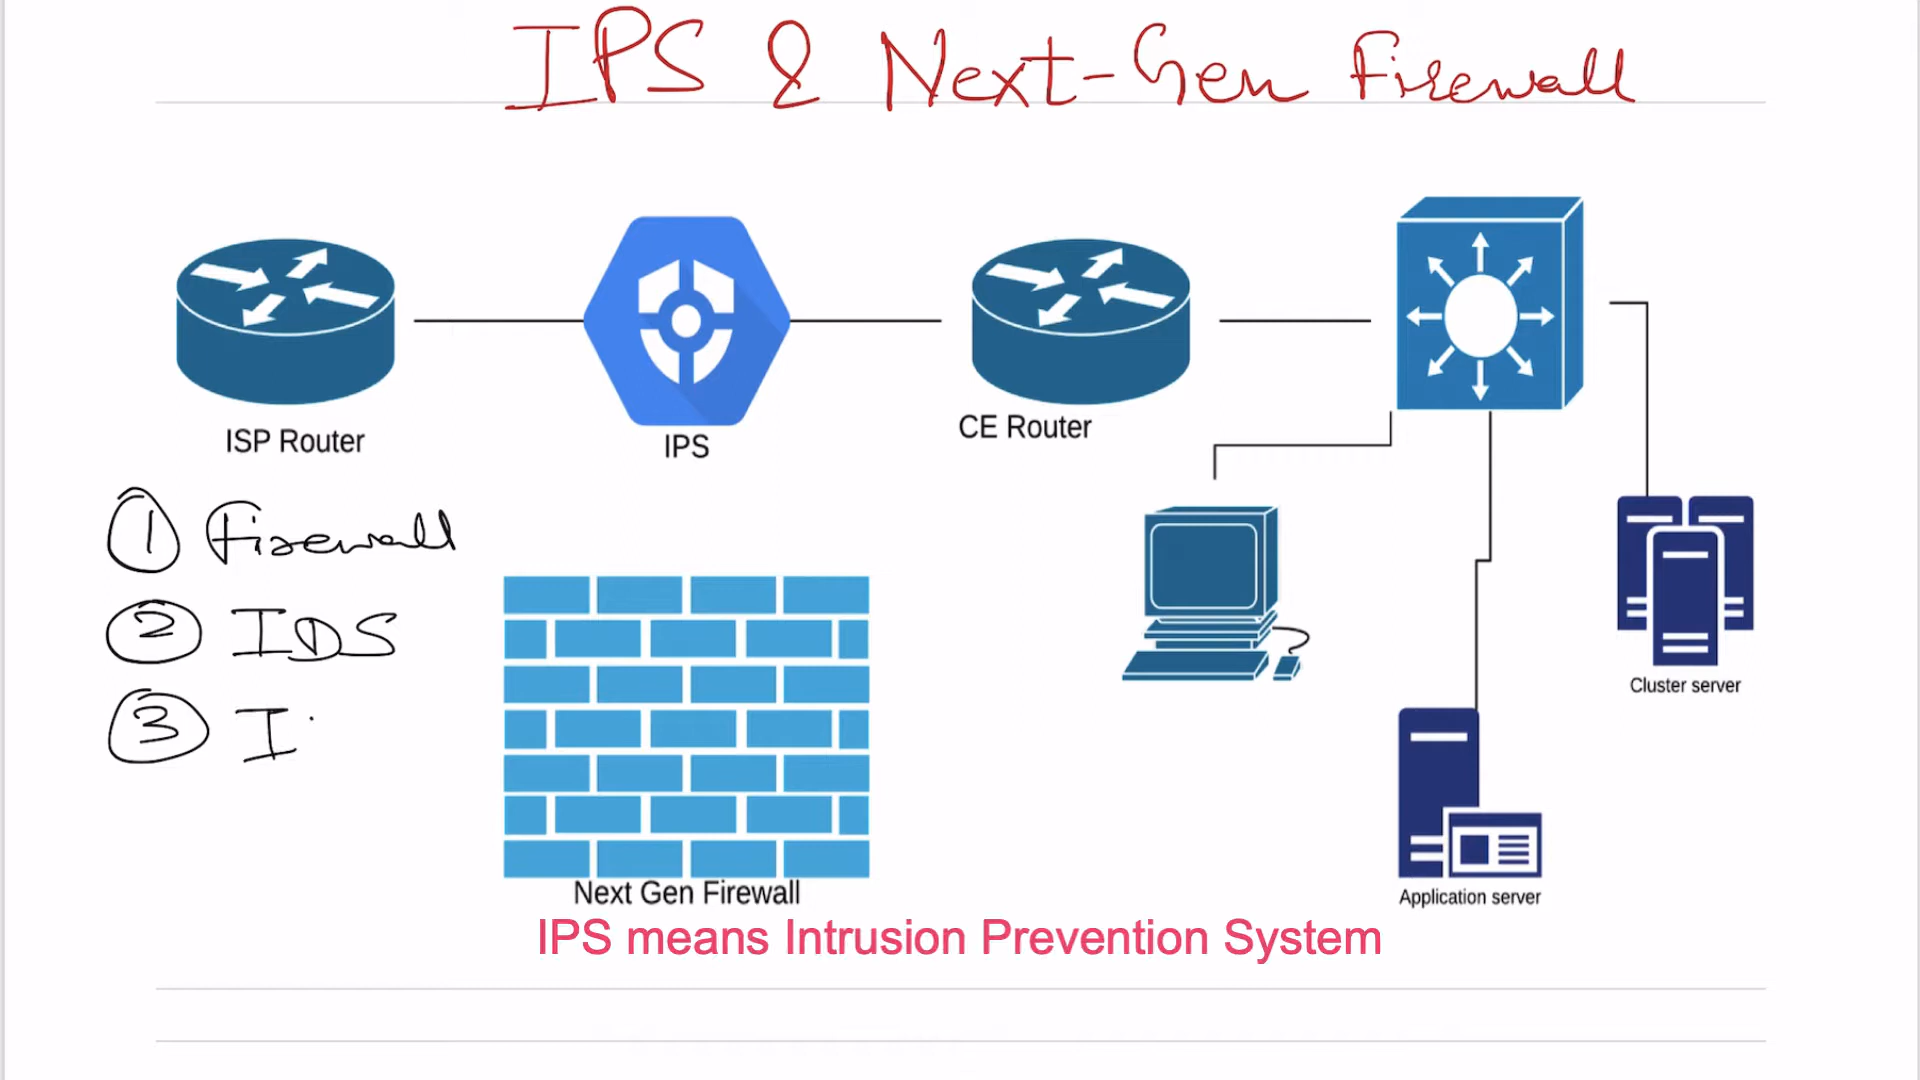 IPS & Next-Gen Firewall
ISP Router
IPS
CE Router
1 Firewall
2 IDS
3 I
Cluster server
Next Gen Firewall
Application server
IPS means Intrusion Prevention System